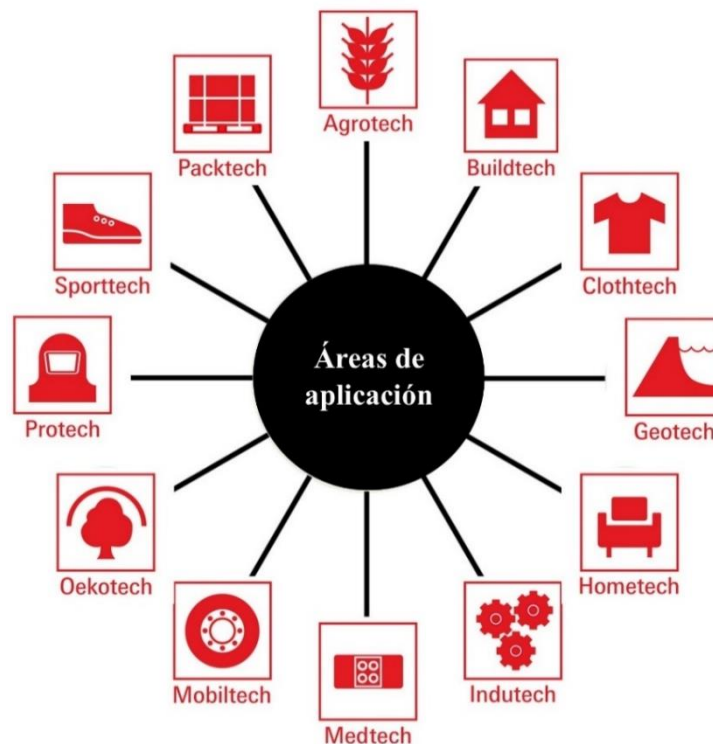 Agrotech
Buildtech
Clothtech
Geotech
Hometech
Indutech
Medtech
Mobiltech
Oekotech
Protech
Sporttech
Packtech
Áreas de
aplicación